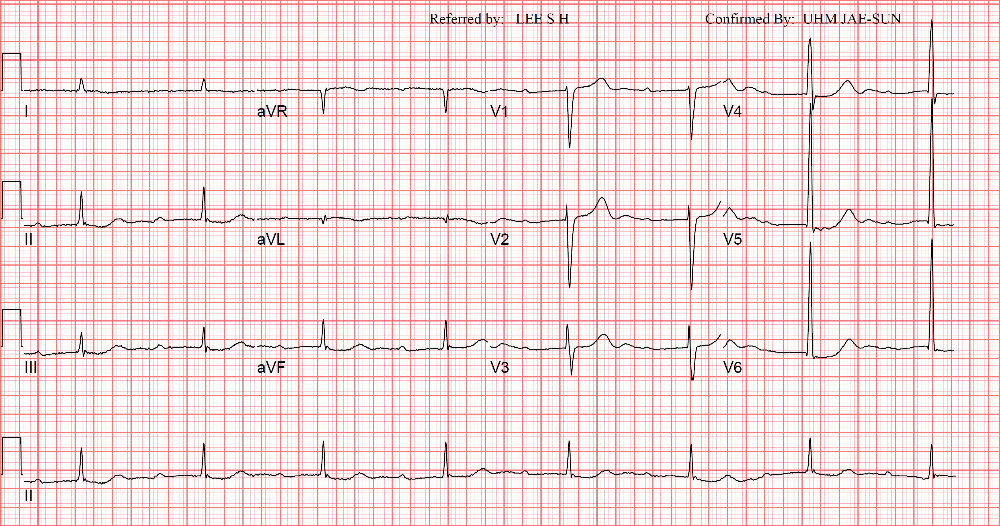 Referred by: LEE S H Confirmed By: UHM JAE-SUN
I aVR V1 V4
II aVL V2 V5
III aVF V3 V6
II